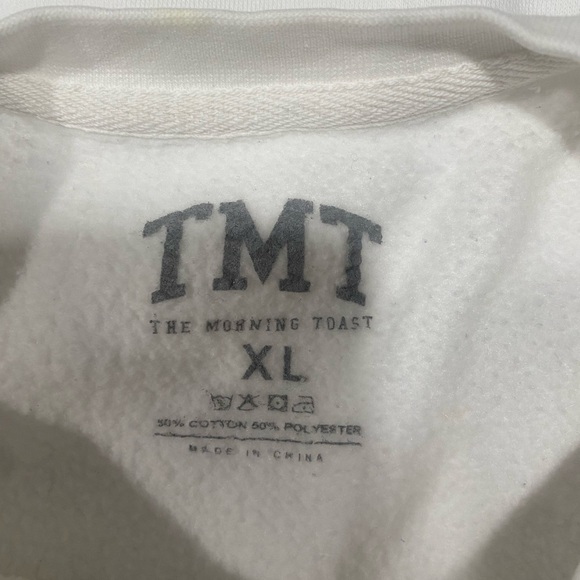 TMT
THE MORNING TOAST
XL
50% COTTON 50% POLYESTER
MADE IN CHINA